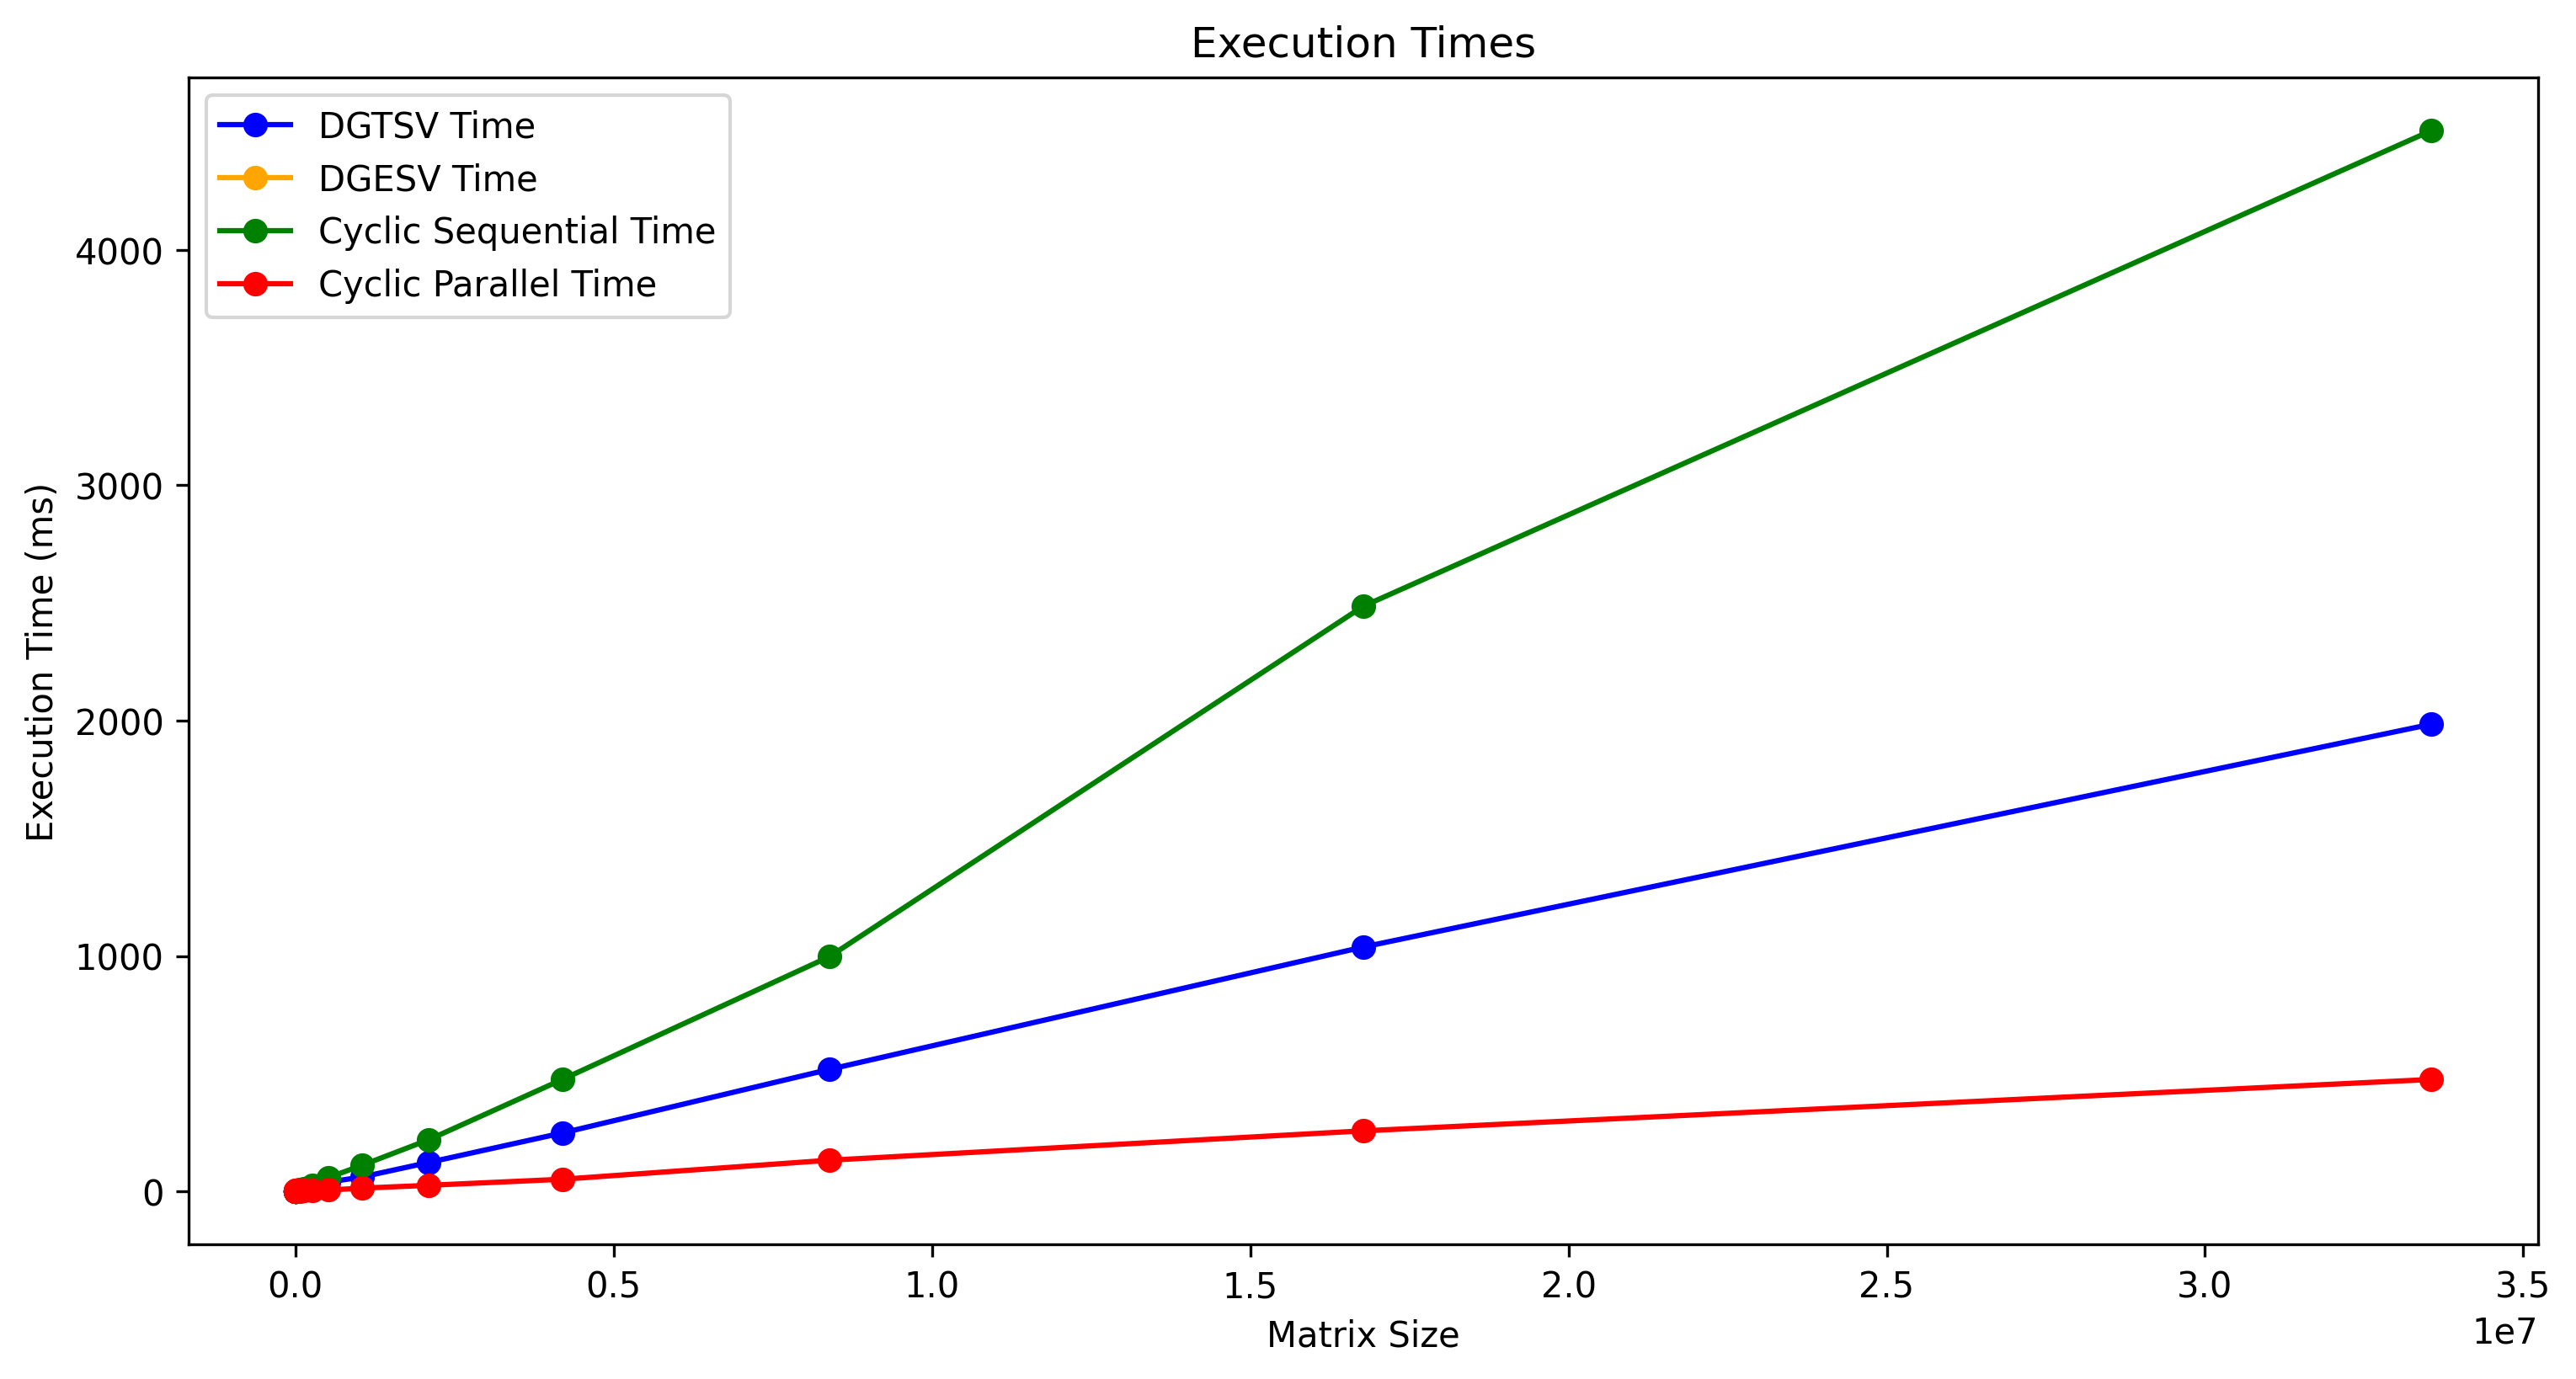 Execution Times
DGTSV Time
DGESV Time
Cyclic Sequential Time
Cyclic Parallel Time
Execution Time (ms)
4000
3000
2000
1000
0
0.0 0.5 1.0 1.5 2.0 2.5 3.0 3.5
1e7
Matrix Size